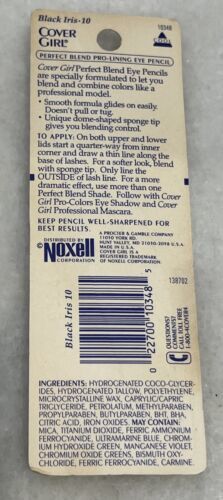 Black Iris-10
10348
COVER
GIRL®
PERFECT BLEND PRO-LINING EYE PENCIL
Cover Girl Perfect Blend Eye Pencils
are specially formulated to let you
blend and combine colors like a
professional model.
• Smooth formula glides on easily.
Doesn't pull or tug.
• Unique dome-shaped sponge tip
gives you blending control.
TO APPLY: On both upper and lower
lids start a quarter-way from inner
corner and draw a thin line along the
base of lashes. For a softer look, blend
with sponge tip. Only line the
OUTSIDE of lash line. For a more
dramatic effect, use more than one
Perfect Blend Shade. Follow with Cover
Girl Pro-Colors Eye Shadow and Cover
Girl Professional Mascara.
KEEP PENCIL WELL-SHARPENED FOR
BEST RESULTS.
DISTRIBUTED BY
Noxell
CORPORATION
A PROCTER & GAMBLE COMPANY
11050 YORK RD.
HUNT VALLEY, MD 21030-2098 U.S.A.
MADE IN U.S.A.
COVER GIRL IS A
REGISTERED TRADEMARK
OF NOXELL CORPORATION.
Black Iris 10
0 22700 10348 5
138702
QUESTIONS?
COMMENTS?
CALL TOLL FREE
1-800-4COVER4
INGREDIENTS: HYDROGENATED COCO-GLYCER-
IDES, HYDROGENATED TALLOW, POLYETHYLENE,
MICROCRYSTALLINE WAX, CAPRYLIC/CAPRIC
TRIGLYCERIDE, PETROLATUM, METHYLPARABEN,
PROPYLPARABEN, BUTYLPARABEN, BHT, BHA,
CITRIC ACID, IRON OXIDES. MAY CONTAIN:
MICA, TITANIUM DIOXIDE, FERRIC AMMONIUM
FERROCYANIDE, ULTRAMARINE BLUE, CHROM-
IUM HYDROXIDE GREEN, MANGANESE VIOLET,
CHROMIUM OXIDE GREENS, BISMUTH OXY-
CHLORIDE, FERRIC FERROCYANIDE, CARMINE.